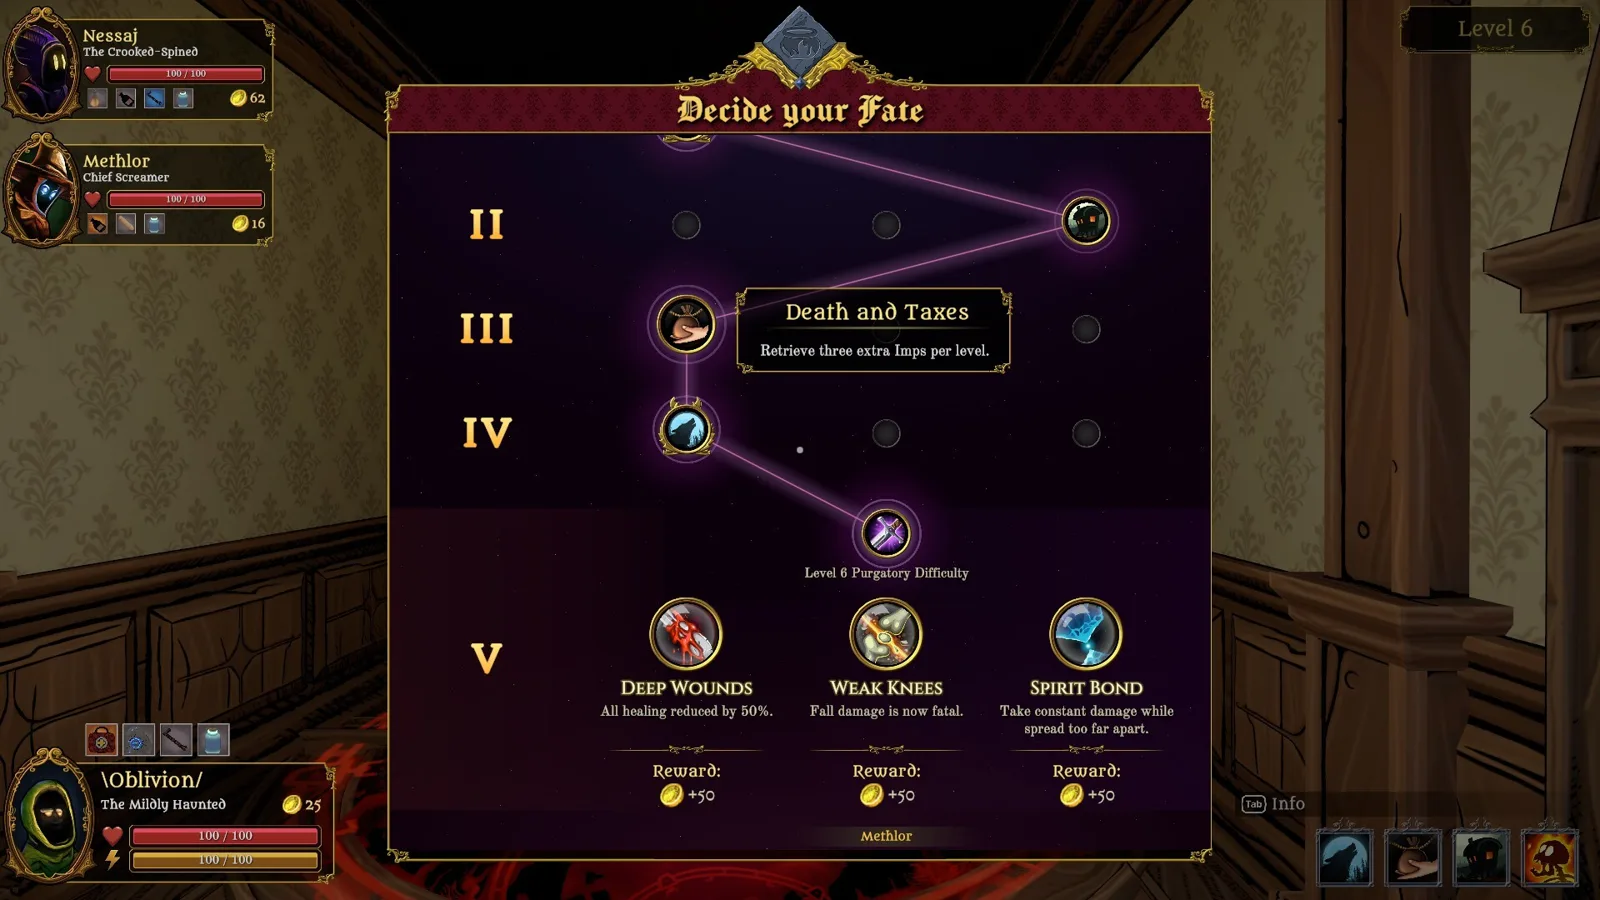 Nessaj
The Crooked-Spined
100 / 100
62
Methlor
Chief Screamer
100 / 100
16
Level 6
Decide your Fate
II
III
Death and Taxes
Retrieve three extra Imps per level.
IV
Level 6 Purgatory Difficulty
V
DEEP WOUNDS
All healing reduced by 50%.
Reward:
+50
WEAK KNEES
Fall damage is now fatal.
Reward:
+50
SPIRIT BOND
Take constant damage while
spread too far apart.
Reward:
+50
Methlor
\Oblivion/
The Mildly Haunted
25
100 / 100
100 / 100
Tab Info